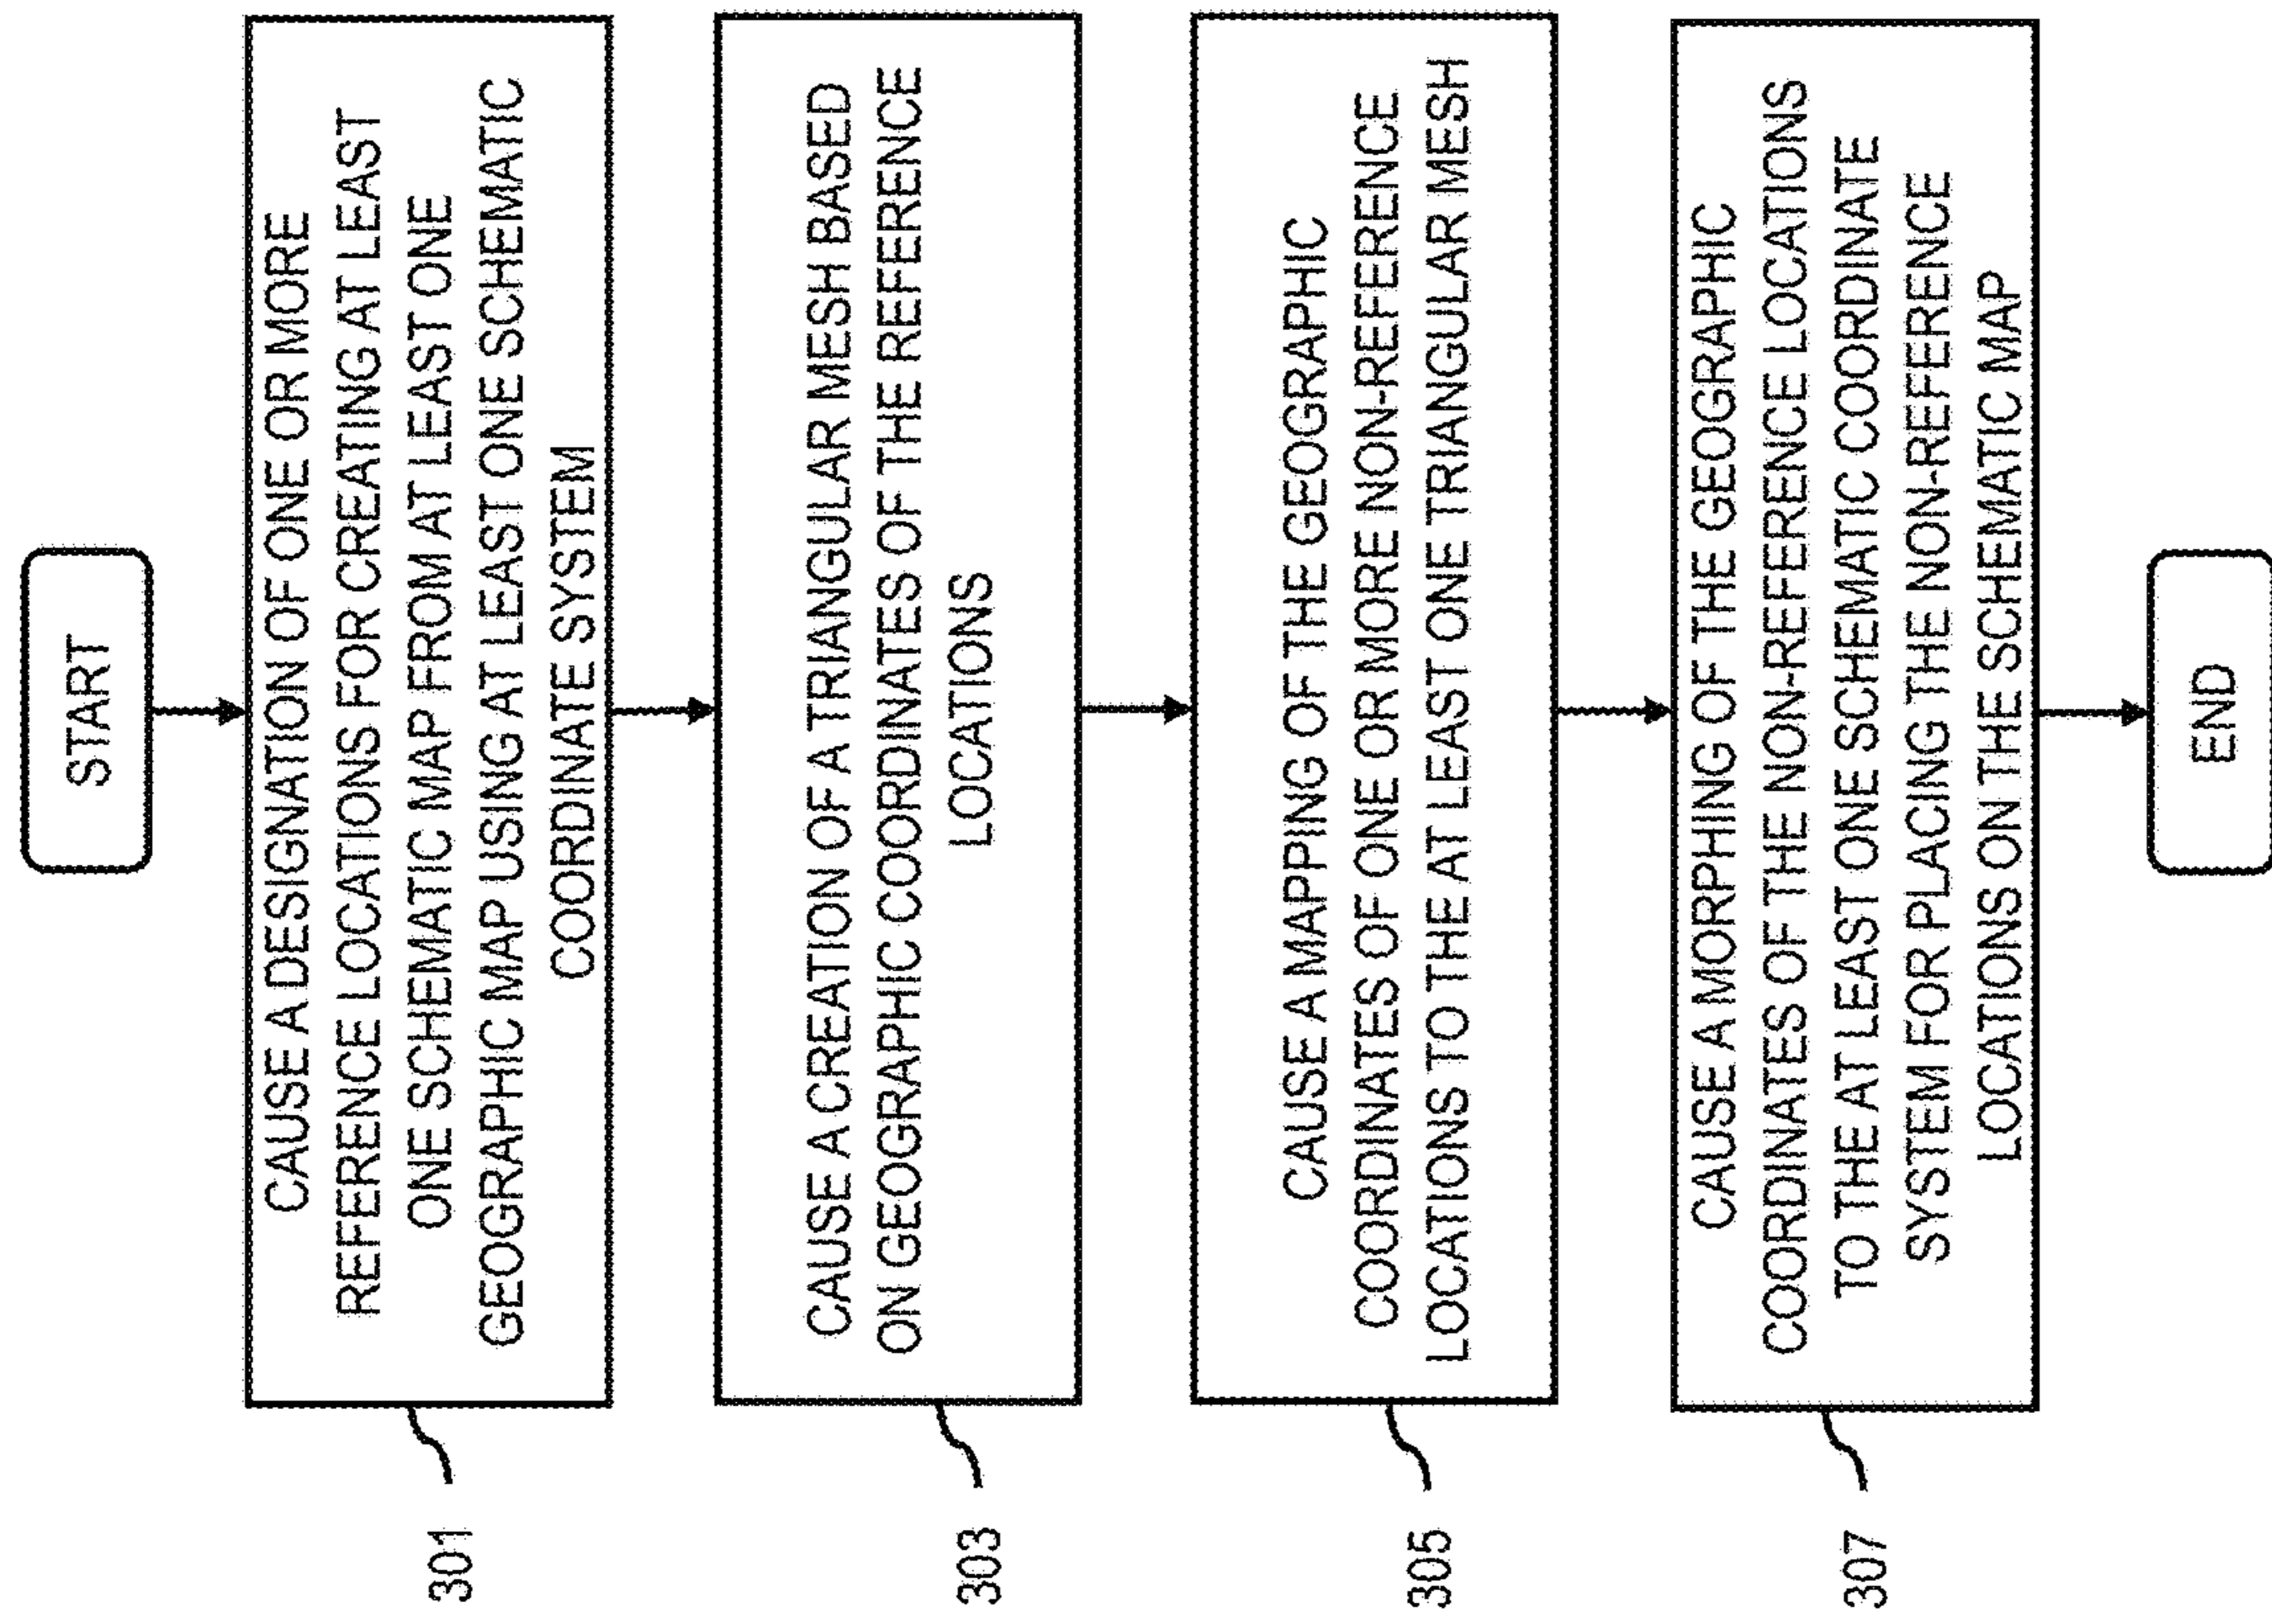 START
CAUSE A DESIGNATION OF ONE OR MORE
REFERENCE LOCATIONS FOR CREATING AT LEAST
ONE SCHEMATIC MAP FROM AT LEAST ONE
GEOGRAPHIC MAP USING AT LEAST ONE SCHEMATIC
COORDINATE SYSTEM
301
CAUSE A CREATION OF A TRIANGULAR MESH BASED
ON GEOGRAPHIC COORDINATES OF THE REFERENCE
LOCATIONS
303
CAUSE A MAPPING OF THE GEOGRAPHIC
COORDINATES OF ONE OR MORE NON-REFERENCE
LOCATIONS TO THE AT LEAST ONE TRIANGULAR MESH
305
CAUSE A MORPHING OF THE GEOGRAPHIC
COORDINATES OF THE NON-REFERENCE LOCATIONS
TO THE AT LEAST ONE SCHEMATIC COORDINATE
SYSTEM FOR PLACING THE NON-REFERENCE
LOCATIONS ON THE SCHEMATIC MAP
307
END